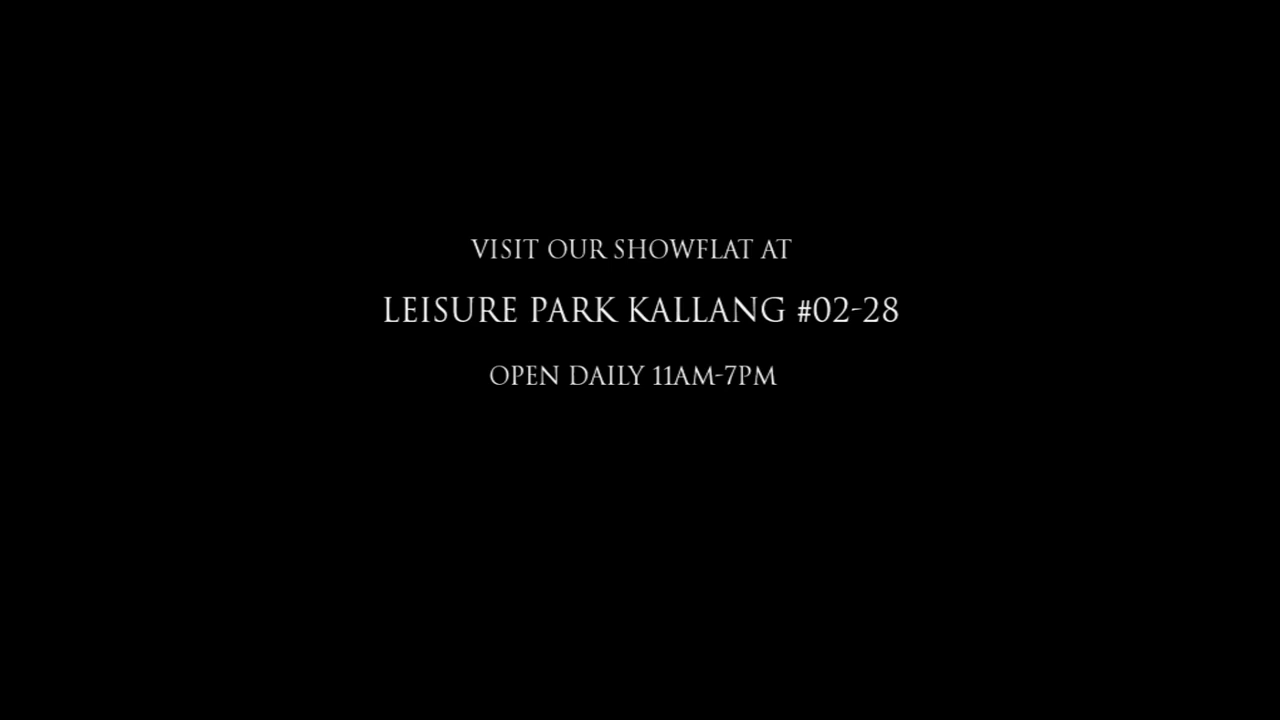 VISIT OUR SHOWFLAT AT
LEISURE PARK KALLANG #02-28
OPEN DAILY 11AM-7PM